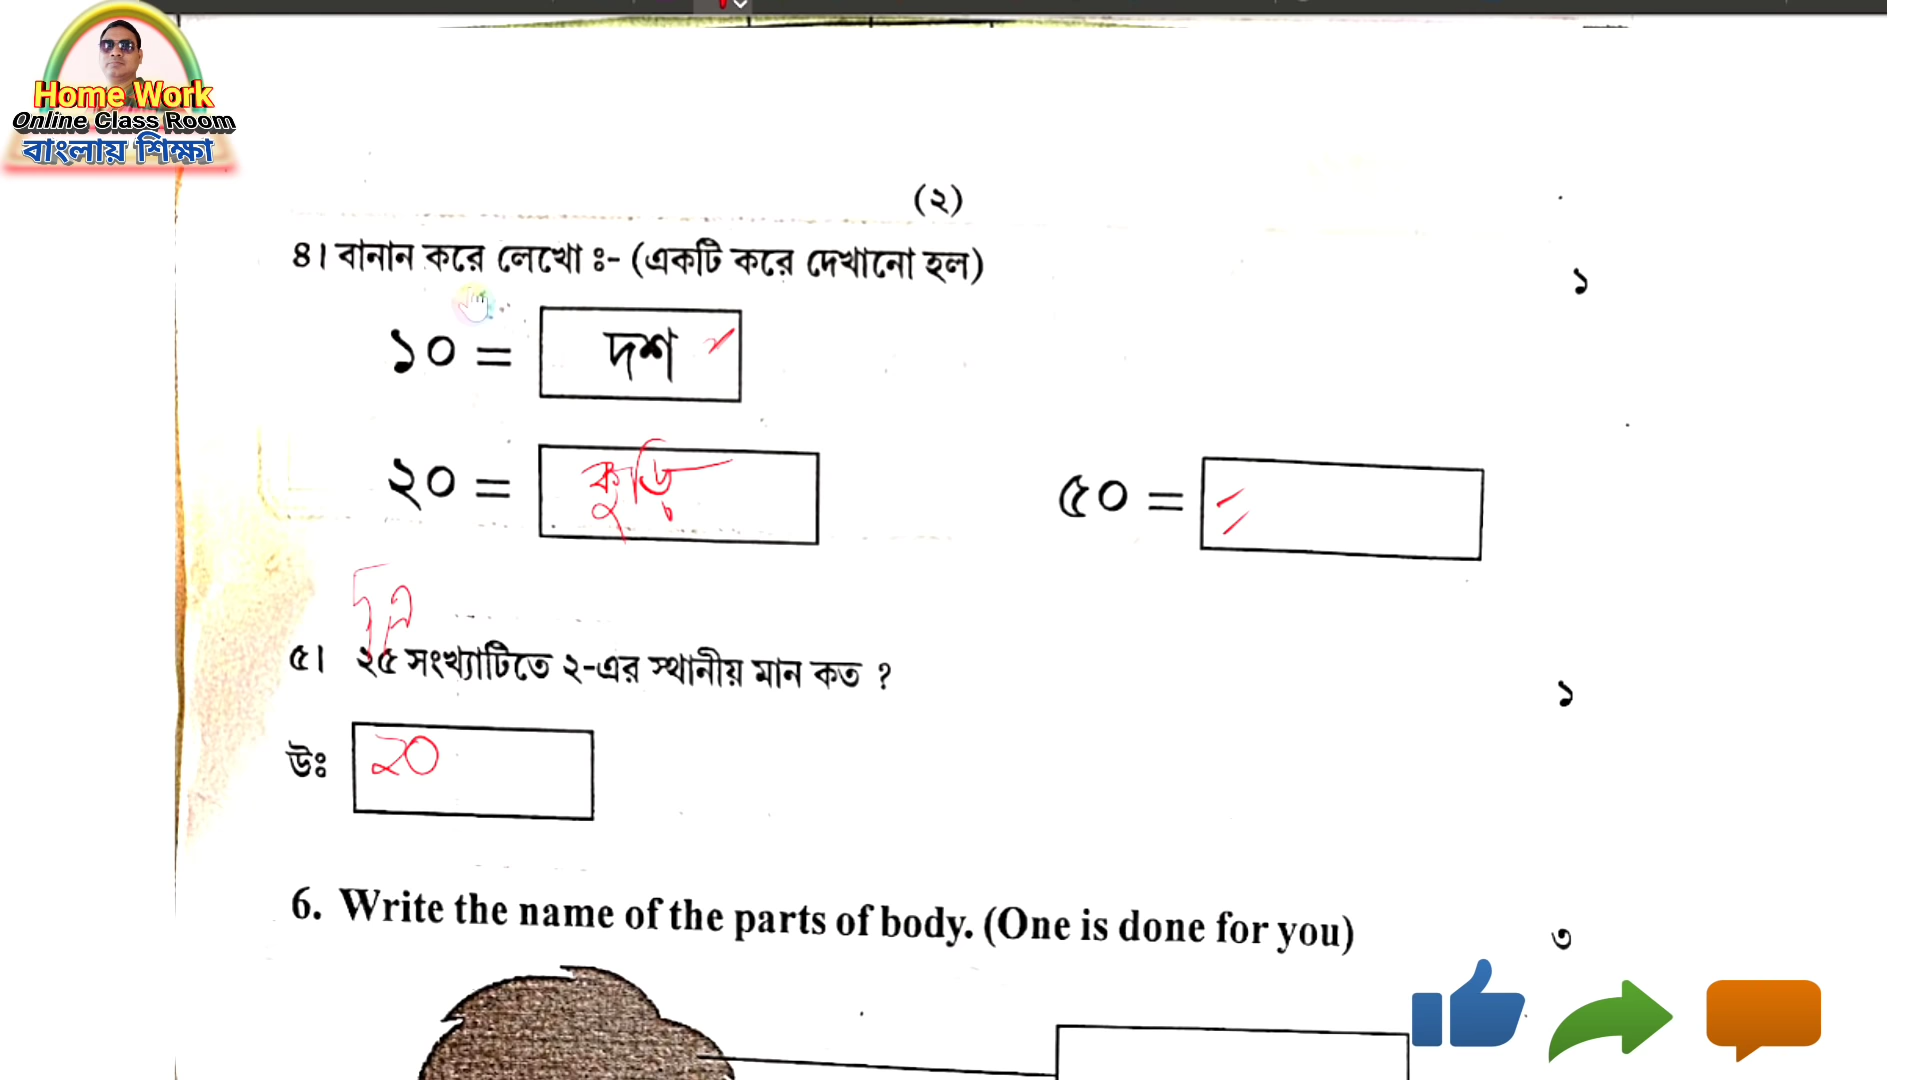 Home Work
Online Class Room
বাংলায় শিক্ষা
(২)
৪। বানান করে লেখো ঃ- (একটি করে দেখানো হল)
১
১০ = দশ
২০ = কুড়ি
৫০ = =
৫। ২৫ সংখ্যাটিতে ২-এর স্থানীয় মান কত ?
১
উঃ ২০
6. Write the name of the parts of body. (One is done for you)
৩